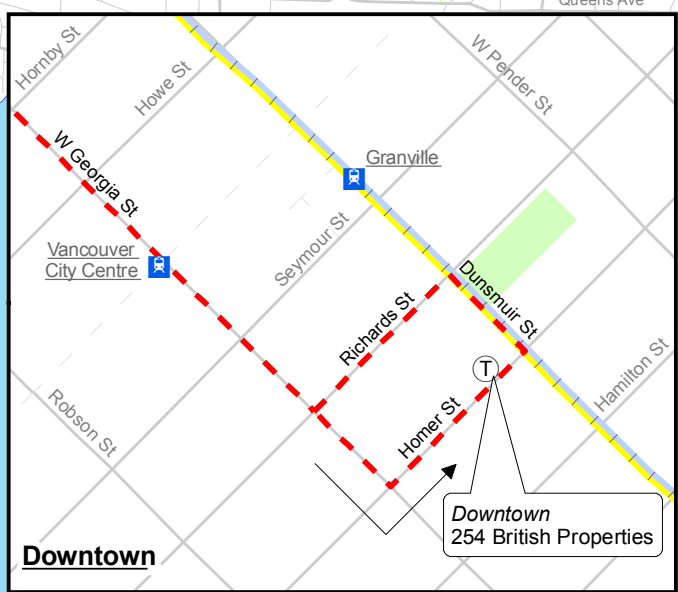 Queens Ave
Hornby St
Howe St
W Pender St
W Georgia St
Granville
Vancouver
City Centre
Seymour St
Dunsmuir St
Richards St
Robson St
T
Homer St
Hamilton St
Downtown
254 British Properties
Downtown